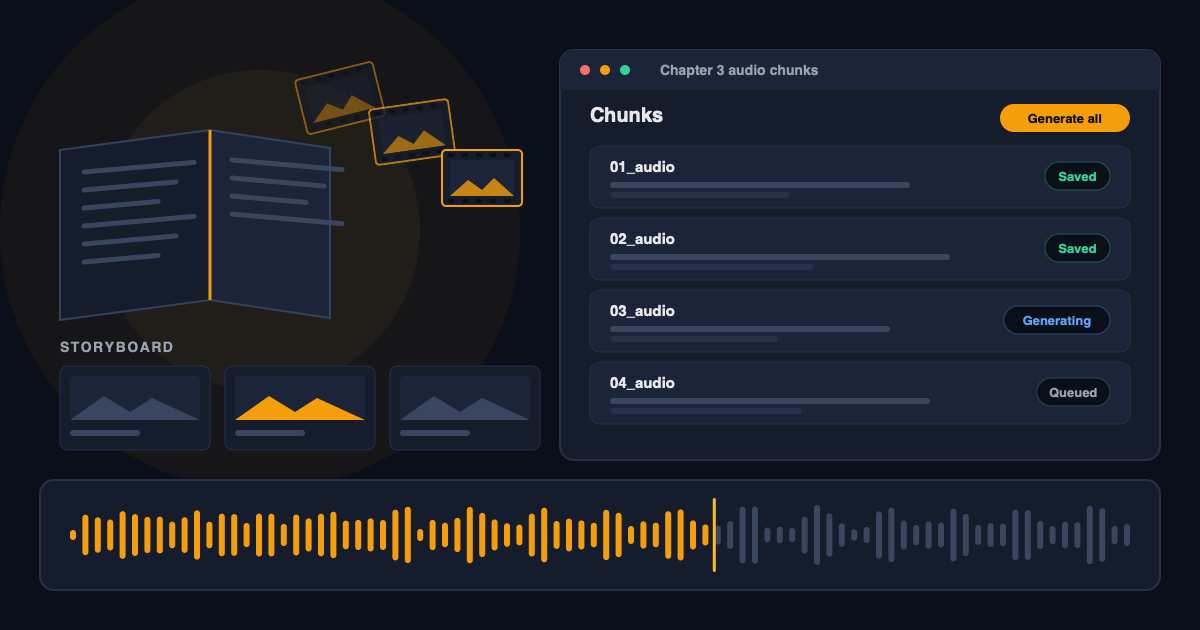 STORYBOARD
Chapter 3 audio chunks
Chunks
Generate all
01_audio
Saved
02_audio
Saved
03_audio
Generating
04_audio
Queued